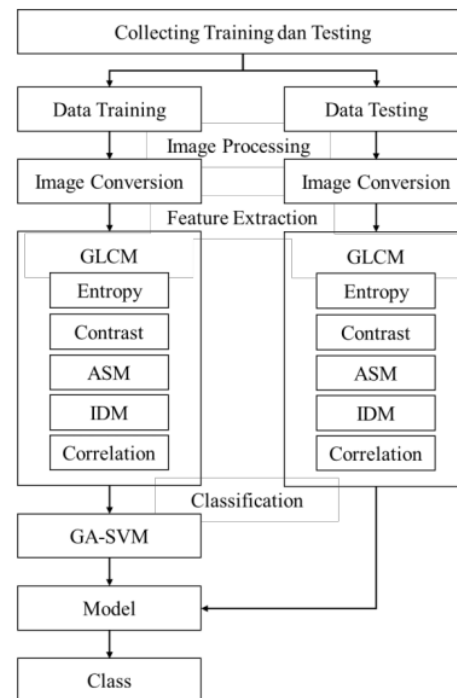 Collecting Training dan Testing
Data Training
Data Testing
Image Processing
Image Conversion
Image Conversion
Feature Extraction
GLCM
Entropy
Contrast
ASM
IDM
Correlation
GLCM
Entropy
Contrast
ASM
IDM
Correlation
Classification
GA-SVM
Model
Class